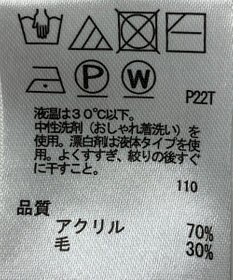 P W P22T
液温は30℃以下。
中性洗剤（おしゃれ着洗い）を
使用。漂白剤は液体タイプを使
用。よくすすぎ、絞りの後すぐ
に干すこと。
110
品質
アクリル 70%
毛 30%